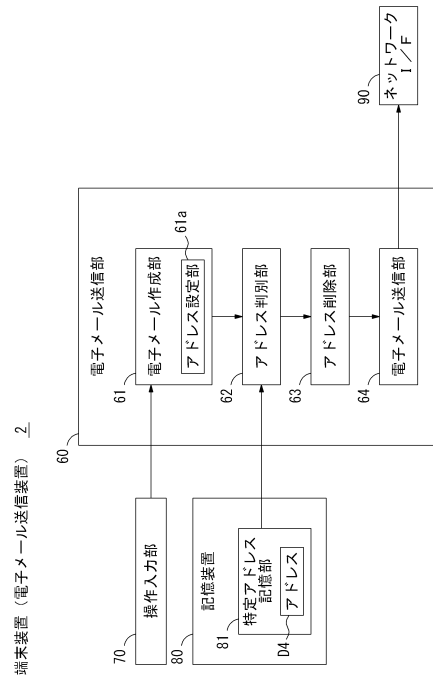 端末装置（電子メール送信装置） 2
60
電子メール送信部
70
操作入力部
61
電子メール作成部
61a
アドレス設定部
80
記憶装置
81
特定アドレス
記憶部
D4
アドレス
62
アドレス判別部
63
アドレス削除部
64
電子メール送信部
90
ネットワーク
I／F